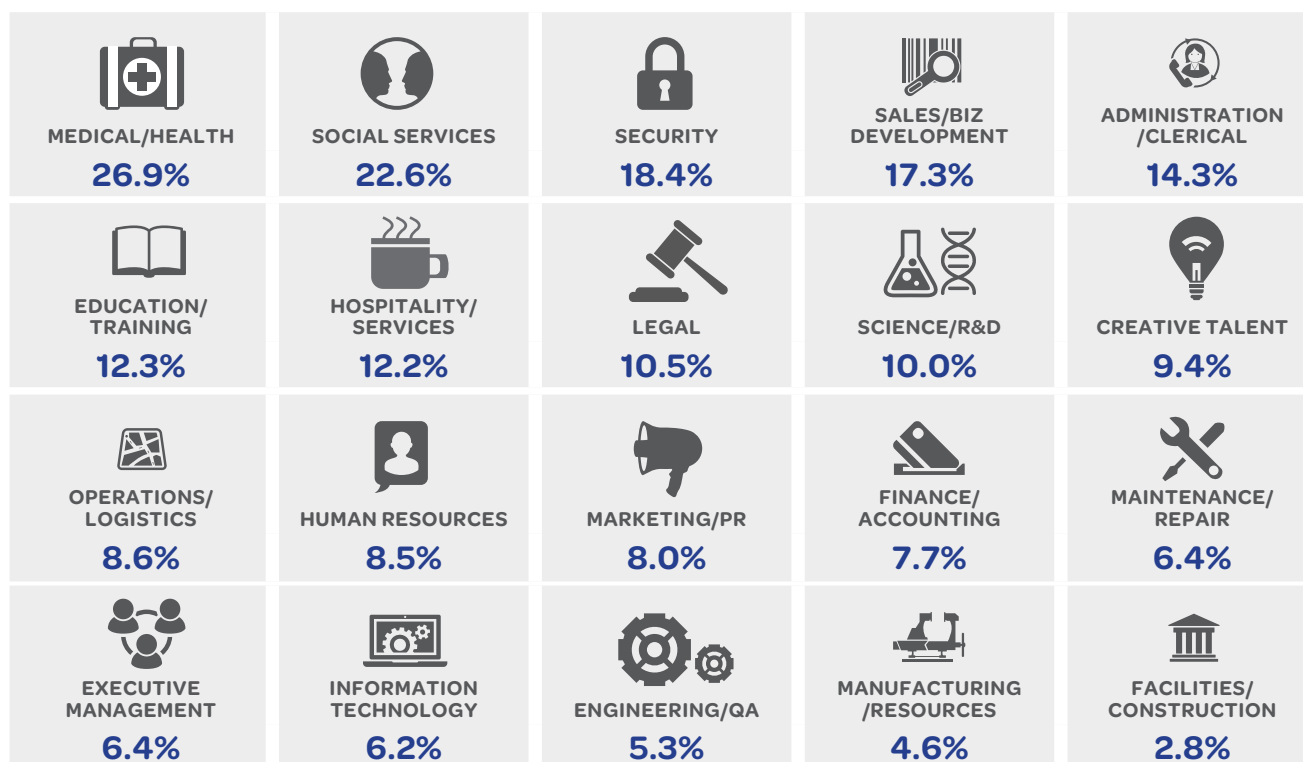 MEDICAL/HEALTH
26.9%
SOCIAL SERVICES
22.6%
SECURITY
18.4%
SALES/BIZ
DEVELOPMENT
17.3%
ADMINISTRATION
/CLERICAL
14.3%
EDUCATION/
TRAINING
12.3%
HOSPITALITY/
SERVICES
12.2%
LEGAL
10.5%
SCIENCE/R&D
10.0%
CREATIVE TALENT
9.4%
OPERATIONS/
LOGISTICS
8.6%
HUMAN RESOURCES
8.5%
MARKETING/PR
8.0%
FINANCE/
ACCOUNTING
7.7%
MAINTENANCE/
REPAIR
6.4%
EXECUTIVE
MANAGEMENT
6.4%
INFORMATION
TECHNOLOGY
6.2%
ENGINEERING/QA
5.3%
MANUFACTURING
/RESOURCES
4.6%
FACILITIES/
CONSTRUCTION
2.8%